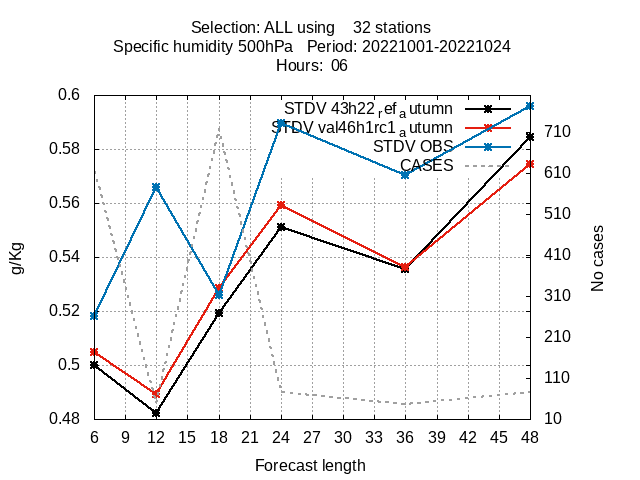 Selection: ALL using    32 stations
Specific humidity 500hPa   Period: 20221001-20221024
Hours:  06
0.6
0.58
0.56
0.54
0.52
0.5
0.48
g/Kg
STDV 43h22ref autumn
STDV val46h1rc1autumn
STDV OBS
CASES
710
610
510
410
310
210
110
10
No cases
6 9 12 15 18 21 24 27 30 33 36 39 42 45 48
Forecast length